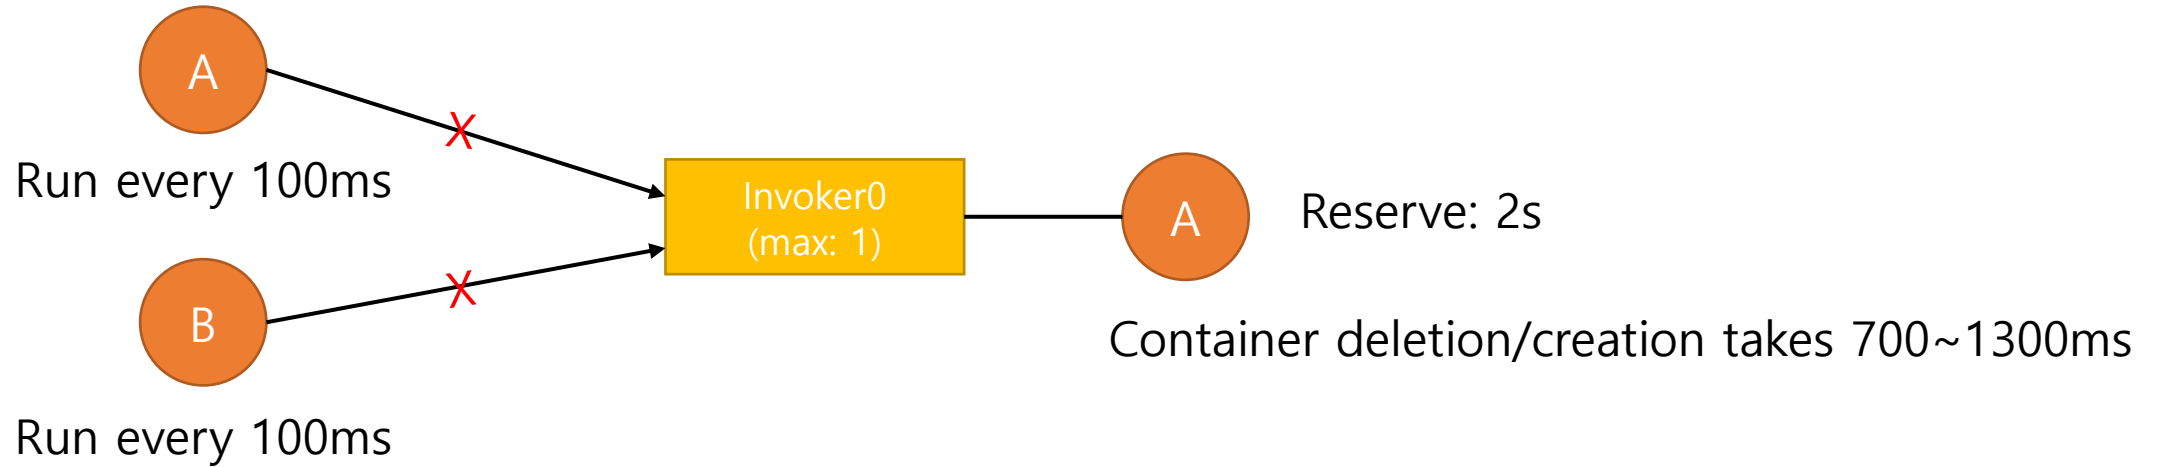 A
Run every 100ms
X
Invoker0
(max: 1)
A
Reserve: 2s
B
X
Container deletion/creation takes 700~1300ms
Run every 100ms